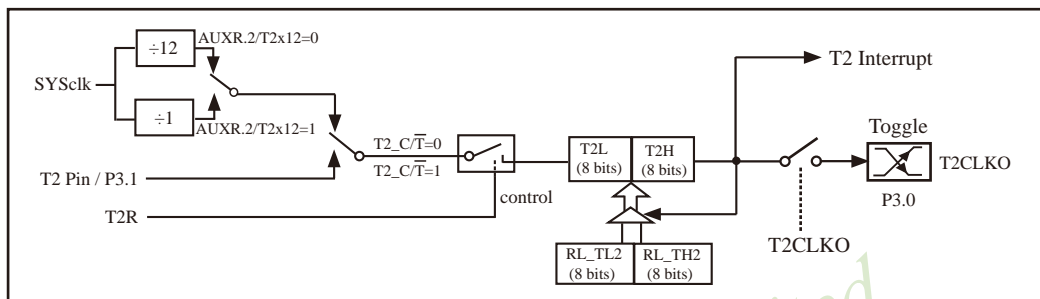 ÷12
AUXR.2/T2x12=0
SYSclk
÷1
AUXR.2/T2x12=1
T2 Interrupt
T2_C/T̅=0
T2_C/T̅=1
T2 Pin / P3.1
T2R
control
T2L
(8 bits)
T2H
(8 bits)
Toggle
T2CLKO
P3.0
T2CLKO
RL_TL2
(8 bits)
RL_TH2
(8 bits)